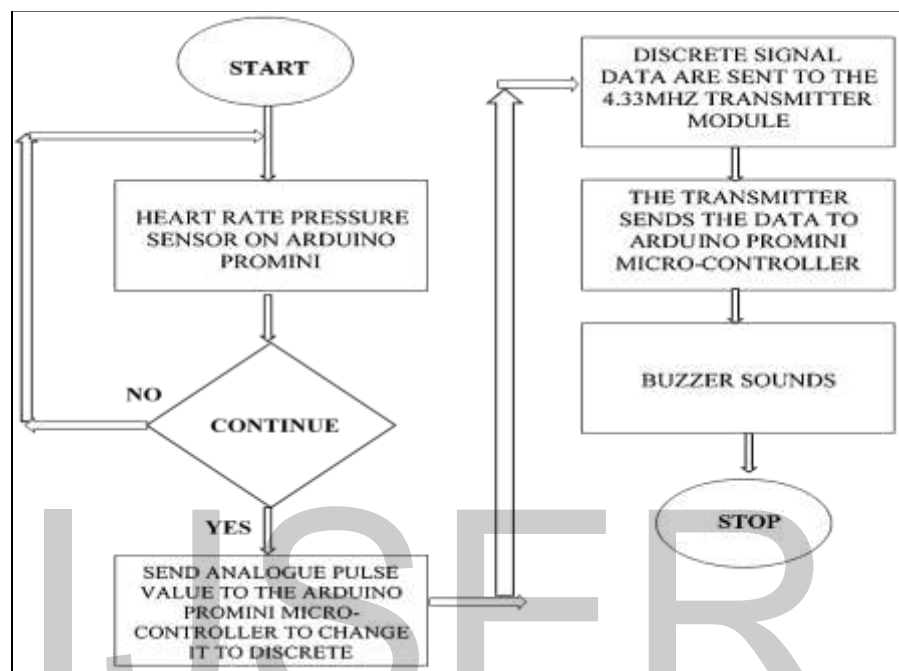 START
HEART RATE PRESSURE
SENSOR ON ARDUINO
PROMINI
NO
CONTINUE
YES
SEND ANALOGUE PULSE
VALUE TO THE ARDUINO
PROMINI MICRO-
CONTROLLER TO CHANGE
IT TO DISCRETE
DISCRETE SIGNAL
DATA ARE SENT TO THE
4.33MHZ TRANSMITTER
MODULE
THE TRANSMITTER
SENDS THE DATA TO
ARDUINO PROMINI
MICRO-CONTROLLER
BUZZER SOUNDS
STOP
IJSER